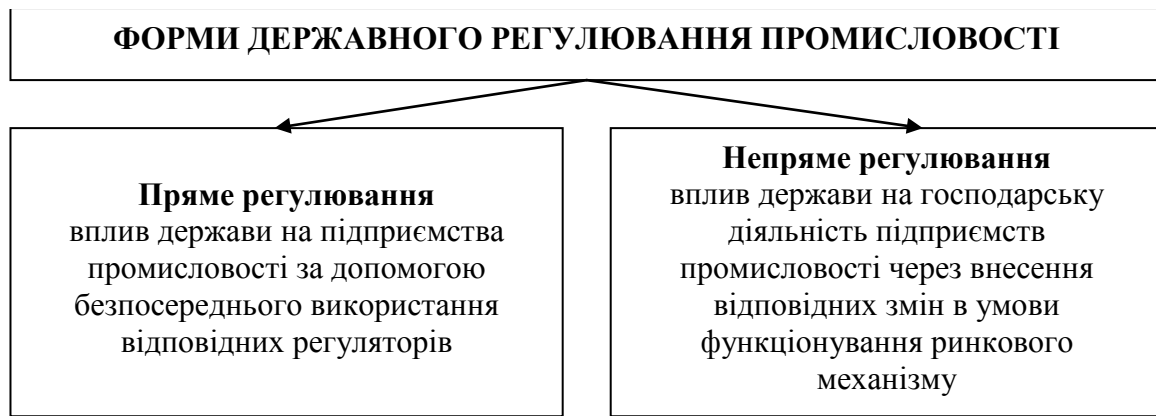 ФОРМИ ДЕРЖАВНОГО РЕГУЛЮВАННЯ ПРОМИСЛОВОСТІ
Пряме регулювання
вплив держави на підприємства
промисловості за допомогою
безпосереднього використання
відповідних регуляторів
Непряме регулювання
вплив держави на господарську
діяльність підприємств
промисловості через внесення
відповідних змін в умови
функціонування ринкового
механізму